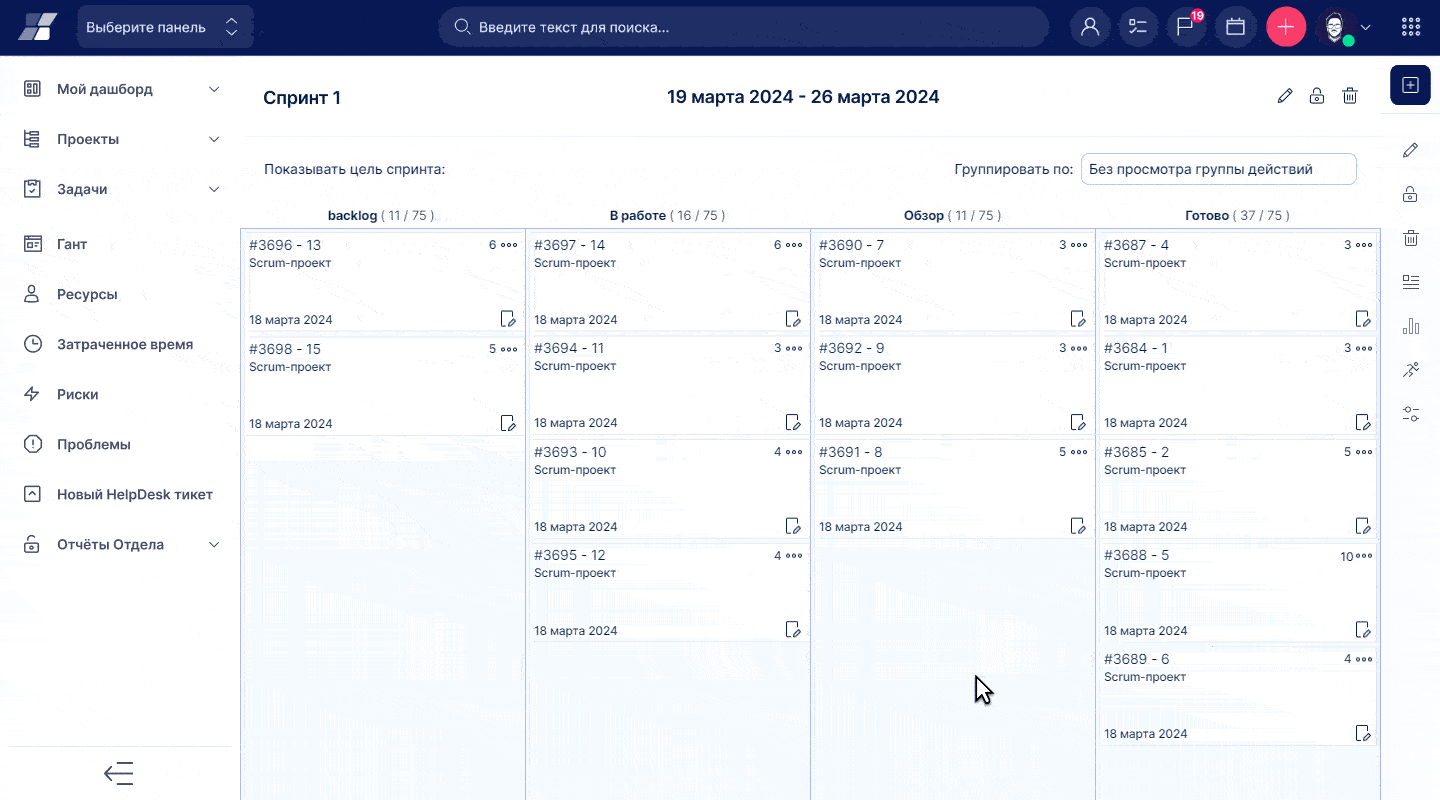 Выберите панель
Введите текст для поиска...
19
Мой дашборд
Проекты
Задачи
Гант
Ресурсы
Затраченное время
Риски
Проблемы
Новый HelpDesk тикет
Отчёты Отдела
Спринт 1
19 марта 2024 - 26 марта 2024
Показывать цель спринта:
Группировать по: Без просмотра группы действий
backlog ( 11 / 75 )
#3696 - 13 6
Scrum-проект
18 марта 2024
#3698 - 15 5
Scrum-проект
18 марта 2024
В работе ( 16 / 75 )
#3697 - 14 6
Scrum-проект
18 марта 2024
#3694 - 11 3
Scrum-проект
18 марта 2024
#3693 - 10 4
Scrum-проект
18 марта 2024
#3695 - 12 4
Scrum-проект
18 марта 2024
Обзор ( 11 / 75 )
#3690 - 7 3
Scrum-проект
18 марта 2024
#3692 - 9 3
Scrum-проект
18 марта 2024
#3691 - 8 5
Scrum-проект
18 марта 2024
Готово ( 37 / 75 )
#3687 - 4 3
Scrum-проект
18 марта 2024
#3684 - 1 3
Scrum-проект
18 марта 2024
#3685 - 2 5
Scrum-проект
18 марта 2024
#3688 - 5 10
Scrum-проект
18 марта 2024
#3689 - 6 4
Scrum-проект
18 марта 2024